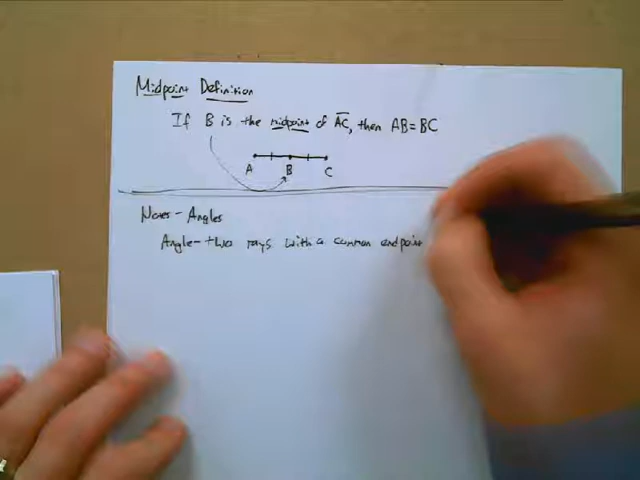 Midpoint Definition
If B is the midpoint of AC, then AB=BC
A B C
Notes - Angles
Angle - two rays with a common endpoint